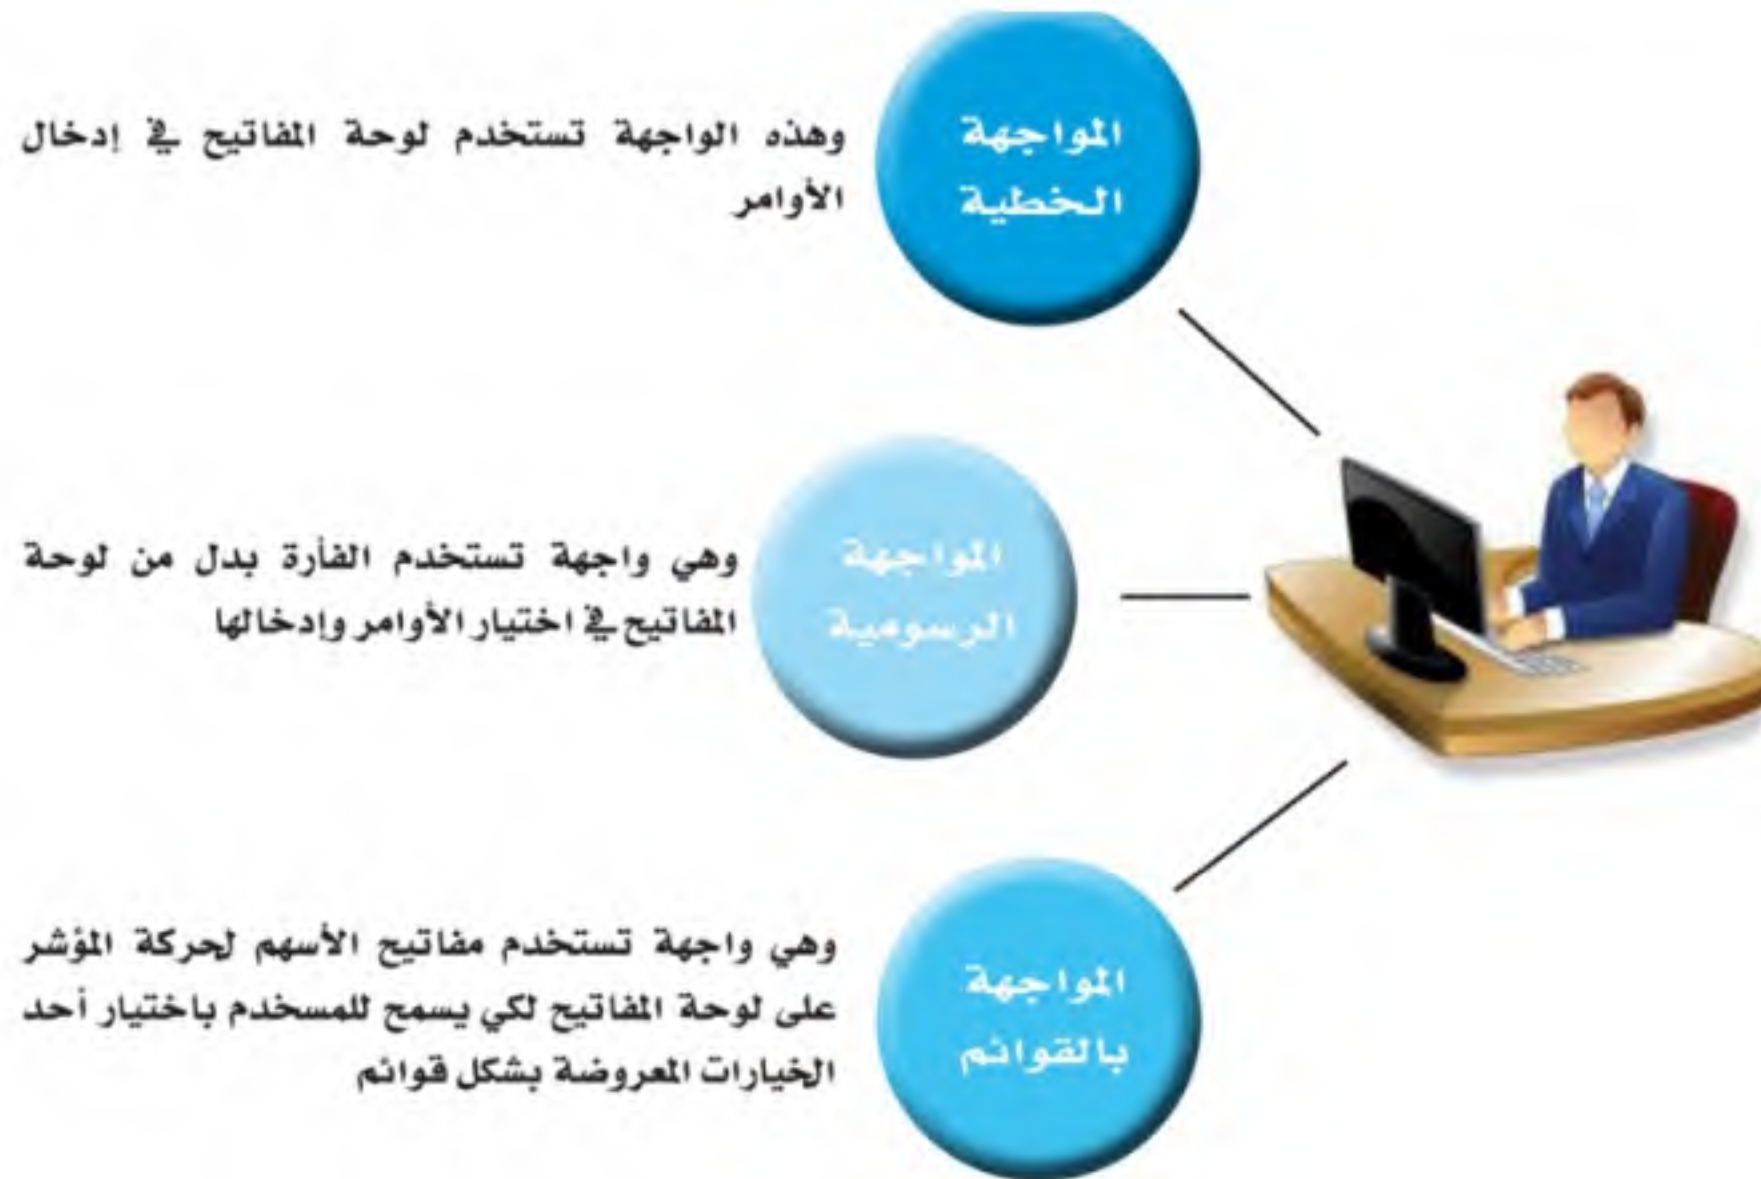 المواجهة
الخطية
وهذه الواجهة تستخدم لوحة المفاتيح في إدخال
الأوامر
المواجهة
الرسومية
وهي واجهة تستخدم الفأرة بدل من لوحة
المفاتيح في اختيار الأوامر وإدخالها
المواجهة
بالقوائم
وهي واجهة تستخدم مفاتيح الأسهم لحركة المؤشر
على لوحة المفاتيح لكي يسمح للمسخدم باختيار أحد
الخيارات المعروضة بشكل قوائم